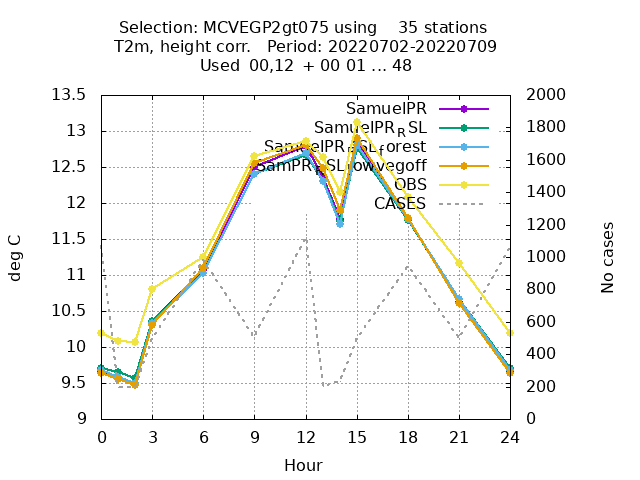 Selection: MCVEGP2gt075 using    35 stations
T2m, height corr.   Period: 20220702-20220709
Used  00,12  + 00 01 ... 48
13.5
13
12.5
12
11.5
11
10.5
10
9.5
9
2000
1800
1600
1400
1200
1000
800
600
400
200
0
deg C
No cases
SamuelPR
SamuelPR_RSL
SamuelPR_RSL_forest
SamPR_RSL_lowvegoff
OBS
CASES
0 3 6 9 12 15 18 21 24
Hour